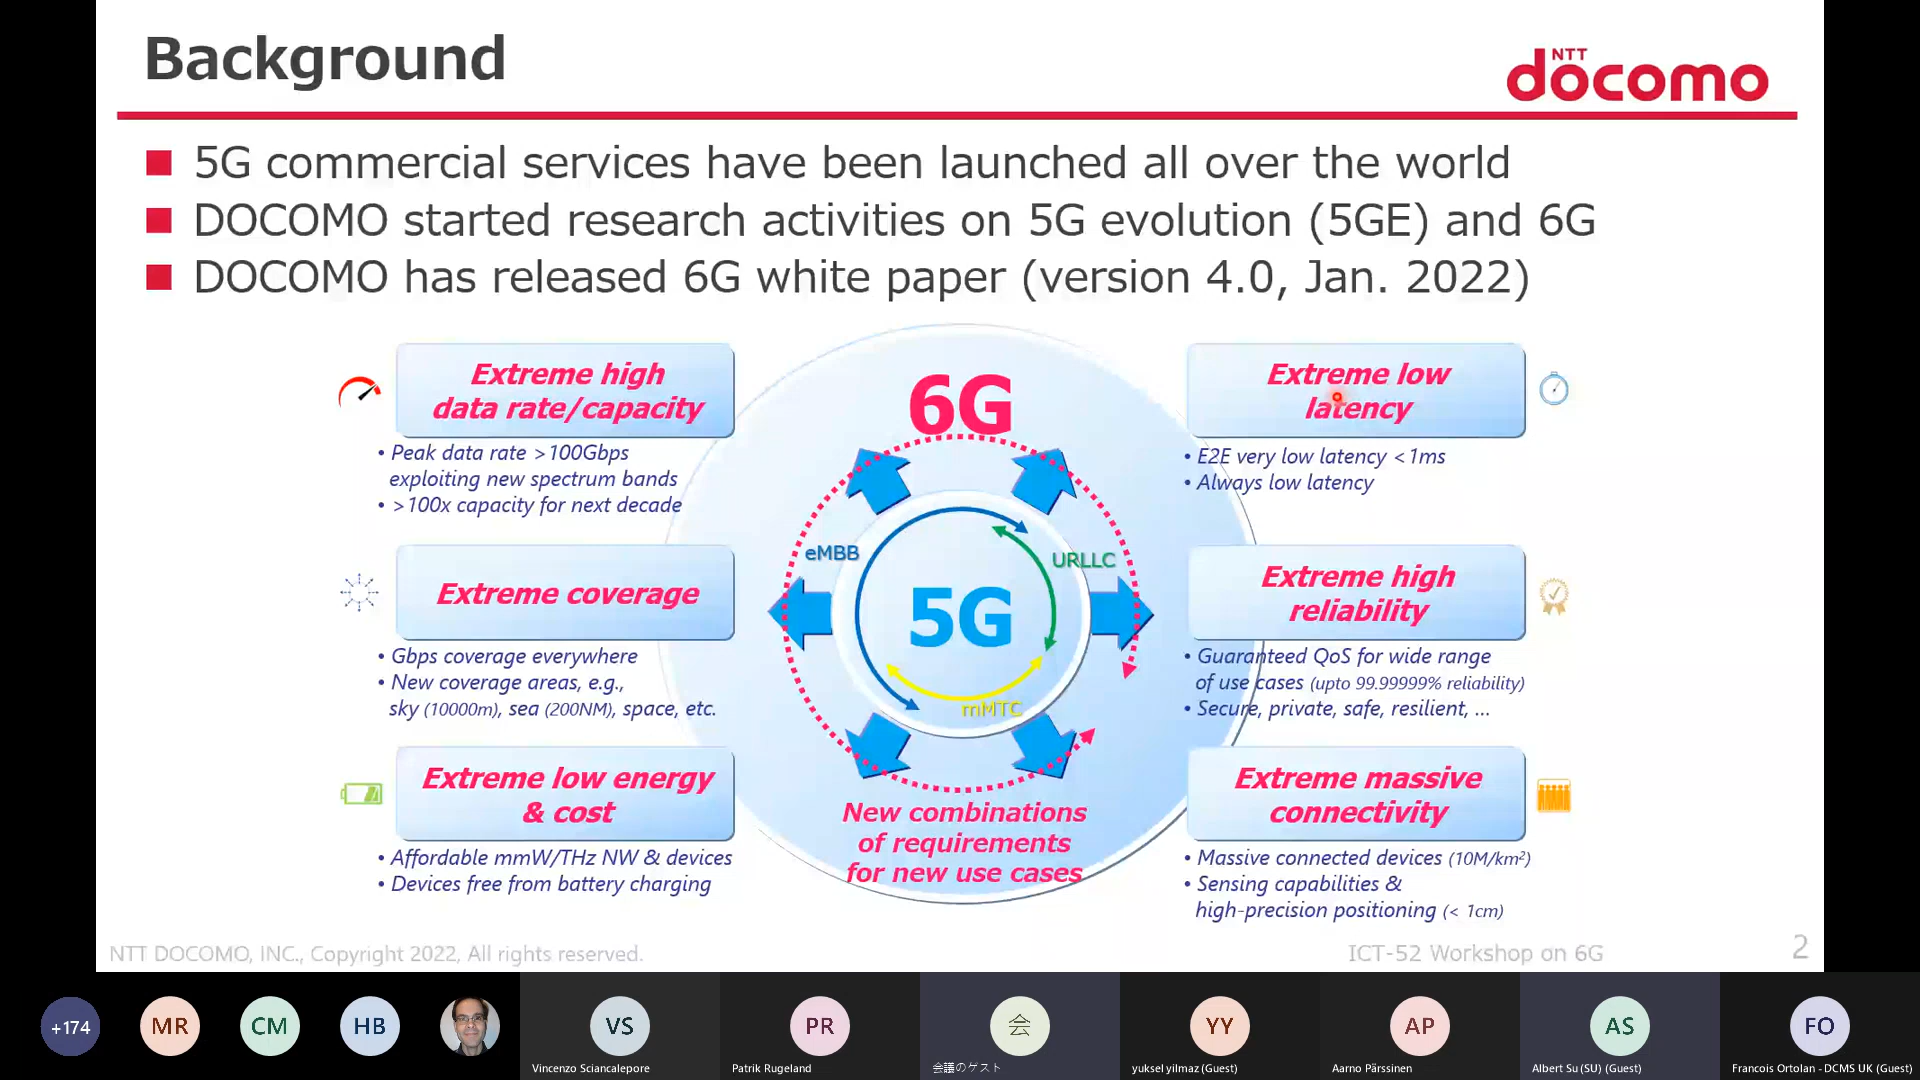 Background
NTT
docomo
5G commercial services have been launched all over the world
DOCOMO started research activities on 5G evolution (5GE) and 6G
DOCOMO has released 6G white paper (version 4.0, Jan. 2022)
Extreme high
data rate/capacity
• Peak data rate >100Gbps
exploiting new spectrum bands
• >100x capacity for next decade
Extreme coverage
• Gbps coverage everywhere
• New coverage areas, e.g.,
sky (10000m), sea (200NM), space, etc.
Extreme low energy
& cost
• Affordable mmW/THz NW & devices
• Devices free from battery charging
6G
eMBB
URLLC
5G
mMTC
New combinations
of requirements
for new use cases
Extreme low
latency
• E2E very low latency <1ms
• Always low latency
Extreme high
reliability
• Guaranteed QoS for wide range
of use cases (upto 99.99999% reliability)
• Secure, private, safe, resilient, ...
Extreme massive
connectivity
• Massive connected devices (10M/km²)
• Sensing capabilities &
high-precision positioning (< 1cm)
NTT DOCOMO, INC., Copyright 2022, All rights reserved.
ICT-52 Workshop on 6G
2
+174
MR
CM
HB
VS
Vincenzo Sciancalepore
PR
Patrik Rugeland
会
会議のゲスト
YY
yuksel yilmaz (Guest)
AP
Aarno Pärssinen
AS
Albert Su (SU) (Guest)
FO
Francois Ortolan - DCMS UK (Guest)